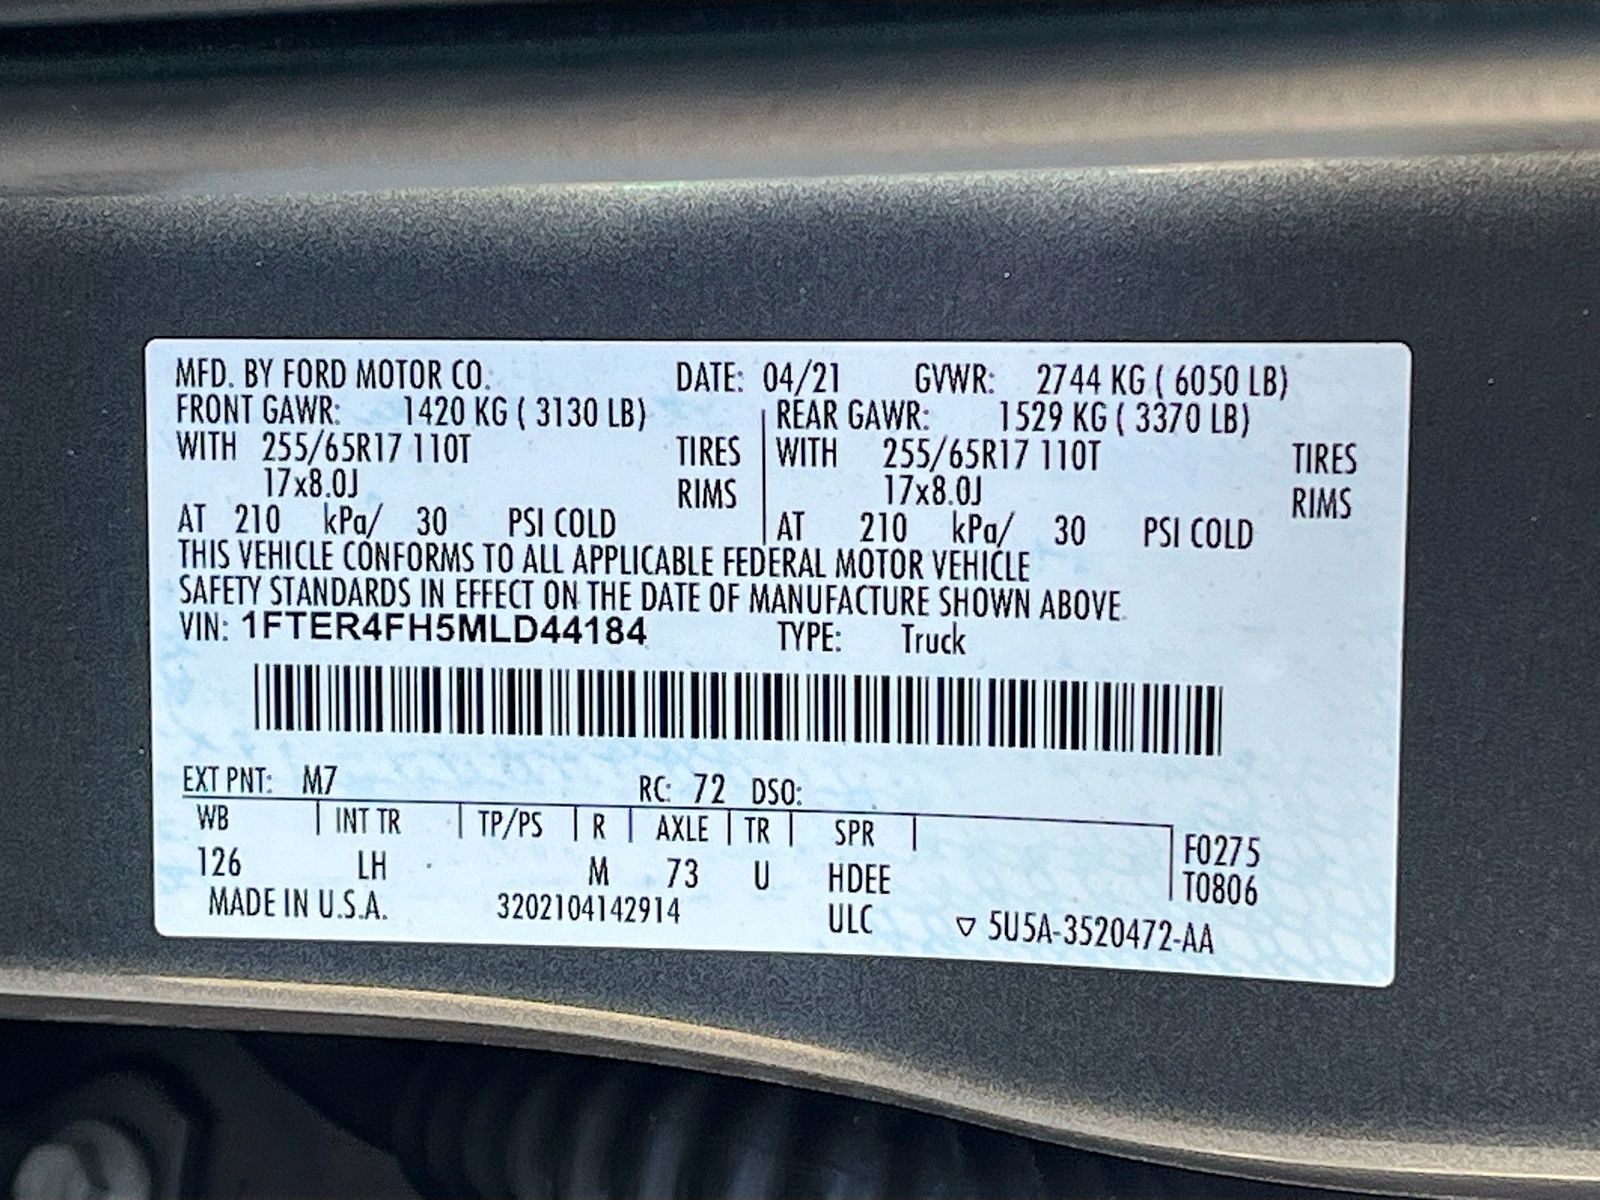 MFD. BY FORD MOTOR CO. DATE: 04/21 GVWR: 2744 KG ( 6050 LB)
FRONT GAWR: 1420 KG ( 3130 LB) REAR GAWR: 1529 KG ( 3370 LB)
WITH 255/65R17 110T TIRES WITH 255/65R17 110T TIRES
17x8.0J RIMS 17x8.0J RIMS
AT 210 kPa/ 30 PSI COLD AT 210 kPa/ 30 PSI COLD
THIS VEHICLE CONFORMS TO ALL APPLICABLE FEDERAL MOTOR VEHICLE
SAFETY STANDARDS IN EFFECT ON THE DATE OF MANUFACTURE SHOWN ABOVE.
VIN: 1FTER4FH5MLD44184 TYPE: Truck
EXT PNT: M7 RC: 72 DSO:
WB INT TR TP/PS R AXLE TR SPR F0275
126 LH M 73 U HDEE T0806
MADE IN U.S.A. 3202104142914 ULC ▽ 5U5A-3520472-AA